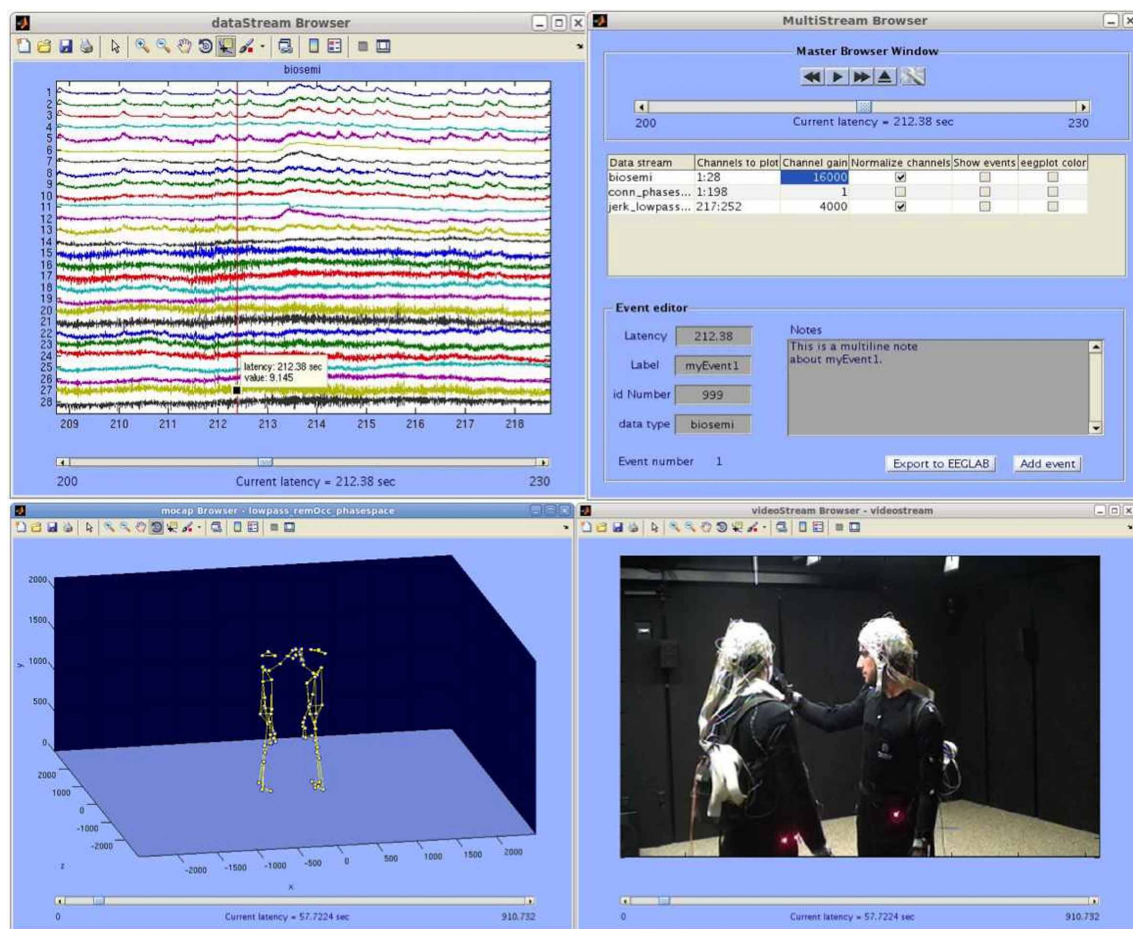 dataStream Browser
biosemi
1
2
3
4
5
6
7
8
9
10
11
12
13
14
15
16
17
18
19
20
21
22
23
24
25
26
27
28
latency: 212.38 sec
value: 9.145
209 210 211 212 213 214 215 216 217 218
200 Current latency = 212.38 sec 230
MultiStream Browser
Master Browser Window
200 Current latency = 212.38 sec 230
Data stream Channels to plot Channel gain Normalize channels Show events eegplot color
biosemi 1:28 16000
conn_phases... 1:198 1
jerk_lowpass... 217:252 4000
Event editor
Latency 212.38
Label myEvent1
id Number 999
data type biosemi
Event number 1
Notes
This is a multiline note
about myEvent1.
Export to EEGLAB Add event
mocap Browser - lowpass_remOcc_phasespace
2000
1500
1000
500
0
y
2000
1000
0
-1000
-2000
z
-2000 -1500 -1000 -500 0 500 1000 1500 2000
x
0 Current latency = 57.7224 sec 910.732
videoStream Browser - videostream
0 Current latency = 57.7224 sec 910.732